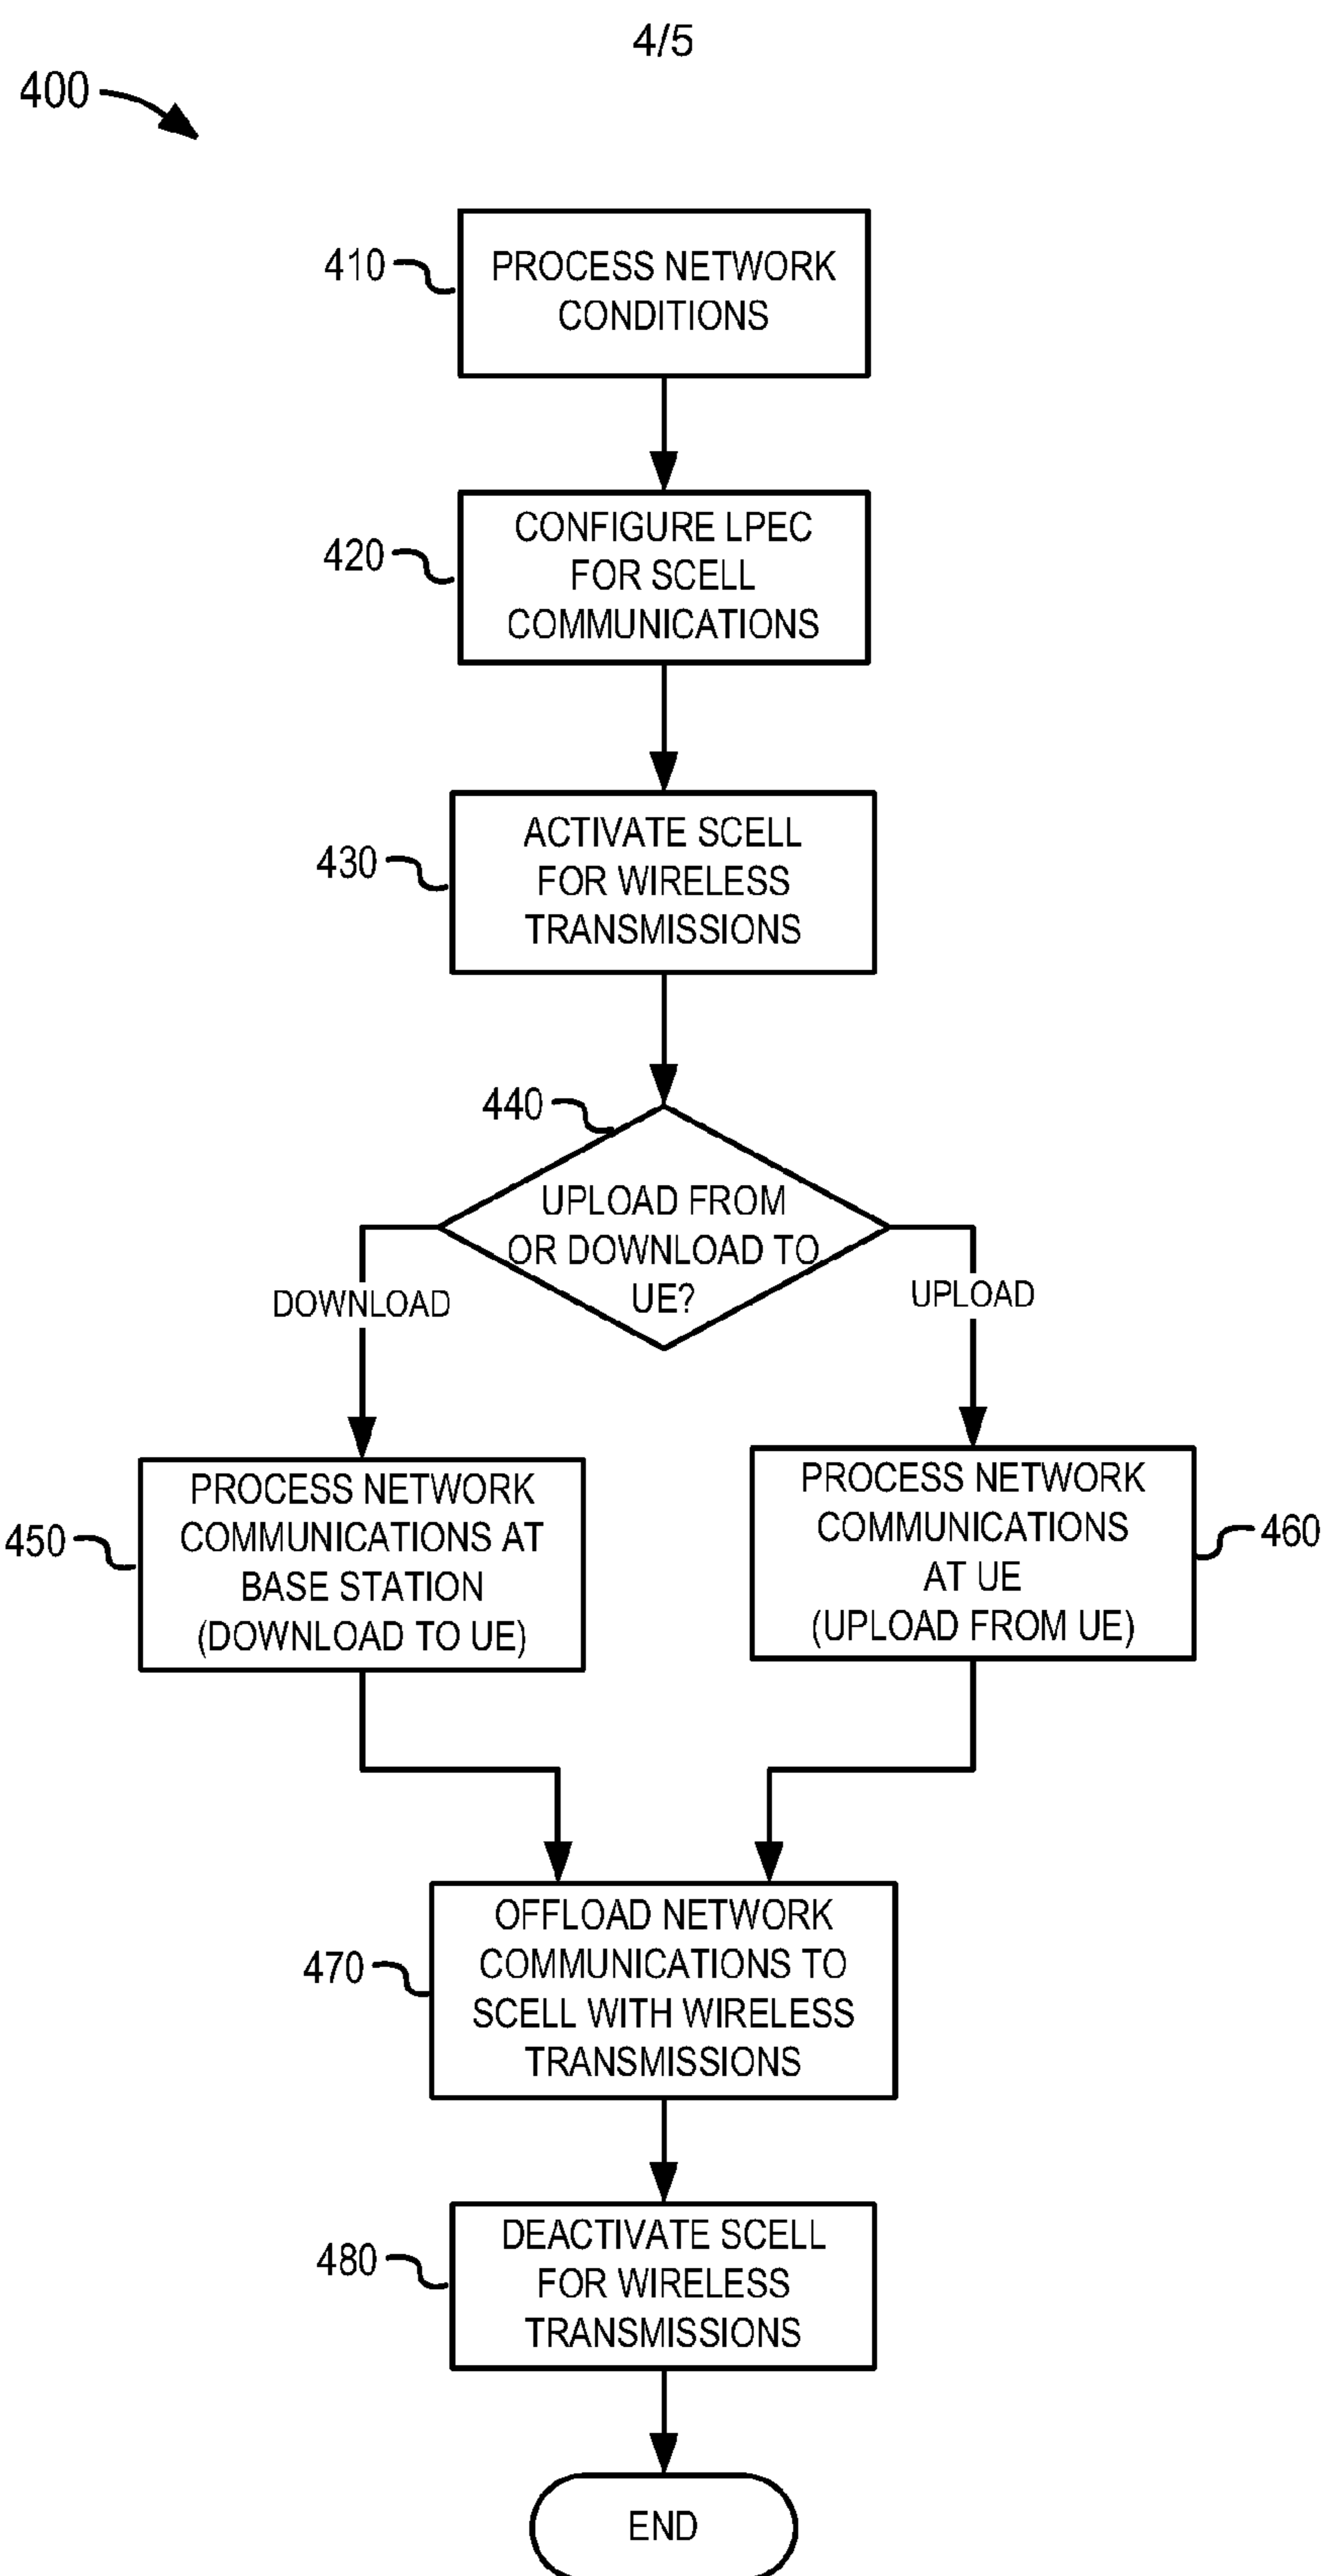 4/5
400
410
PROCESS NETWORK
CONDITIONS
420
CONFIGURE LPEC
FOR SCELL
COMMUNICATIONS
430
ACTIVATE SCELL
FOR WIRELESS
TRANSMISSIONS
440
UPLOAD FROM
OR DOWNLOAD TO
UE?
DOWNLOAD
UPLOAD
450
PROCESS NETWORK
COMMUNICATIONS AT
BASE STATION
(DOWNLOAD TO UE)
PROCESS NETWORK
COMMUNICATIONS
AT UE
(UPLOAD FROM UE)
460
470
OFFLOAD NETWORK
COMMUNICATIONS TO
SCELL WITH WIRELESS
TRANSMISSIONS
480
DEACTIVATE SCELL
FOR WIRELESS
TRANSMISSIONS
END